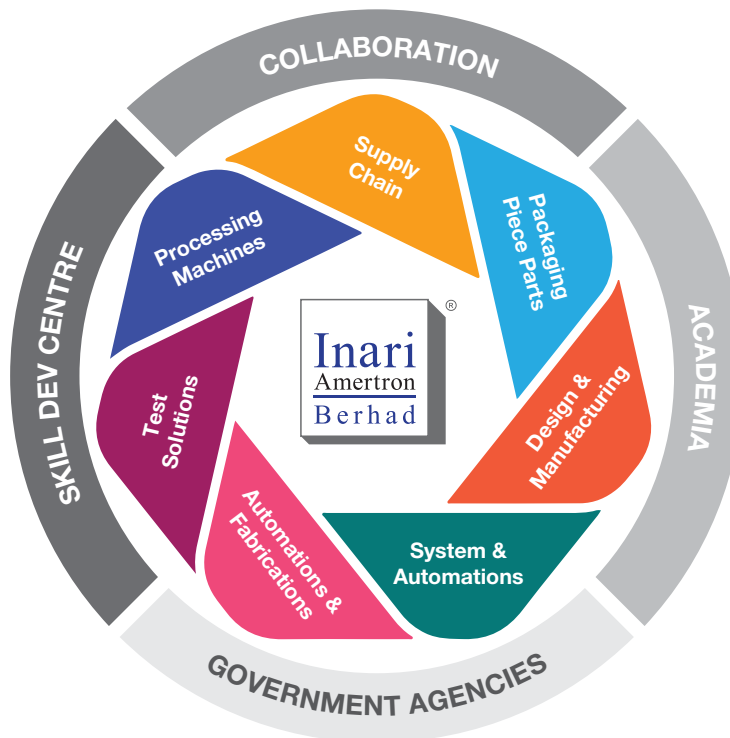 COLLABORATION
ACADEMIA
GOVERNMENT AGENCIES
SKILL DEV CENTRE
Supply
Chain
Packaging
Piece Parts
Design &
Manufacturing
System &
Automations
Automations &
Fabrications
Test
Solutions
Processing
Machines
Inari
Amertron
Berhad
®